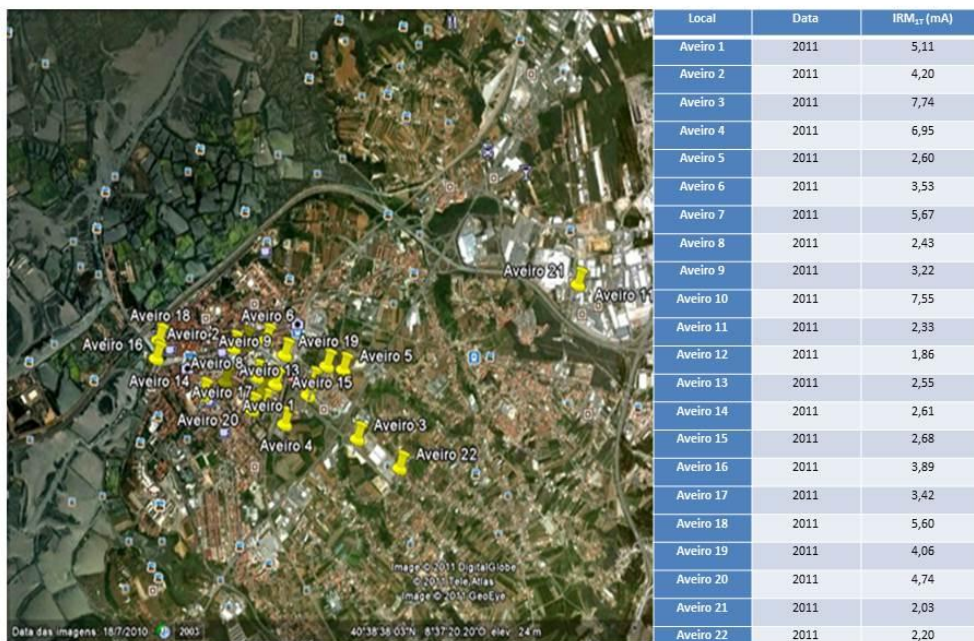 Aveiro 21
Aveiro 11
Aveiro 18
Aveiro 6
Aveiro 2
Aveiro 16
Aveiro 9
Aveiro 19
Aveiro 5
Aveiro 8
Aveiro 13
Aveiro 14
Aveiro 15
Aveiro 17
Aveiro 1
Aveiro 20
Aveiro 3
Aveiro 4
Aveiro 22
Image © 2011 DigitalGlobe
© 2011 Tele Atlas
Image © 2011 GeoEye
Data das imagens: 18/7/2010 2003 40°38'38.03"N 8°37'20.20"O elev. 24 m
Local Data IRM1T (mA)
Aveiro 1 2011 5,11
Aveiro 2 2011 4,20
Aveiro 3 2011 7,74
Aveiro 4 2011 6,95
Aveiro 5 2011 2,60
Aveiro 6 2011 3,53
Aveiro 7 2011 5,67
Aveiro 8 2011 2,43
Aveiro 9 2011 3,22
Aveiro 10 2011 7,55
Aveiro 11 2011 2,33
Aveiro 12 2011 1,86
Aveiro 13 2011 2,55
Aveiro 14 2011 2,61
Aveiro 15 2011 2,68
Aveiro 16 2011 3,89
Aveiro 17 2011 3,42
Aveiro 18 2011 5,60
Aveiro 19 2011 4,06
Aveiro 20 2011 4,74
Aveiro 21 2011 2,03
Aveiro 22 2011 2,20